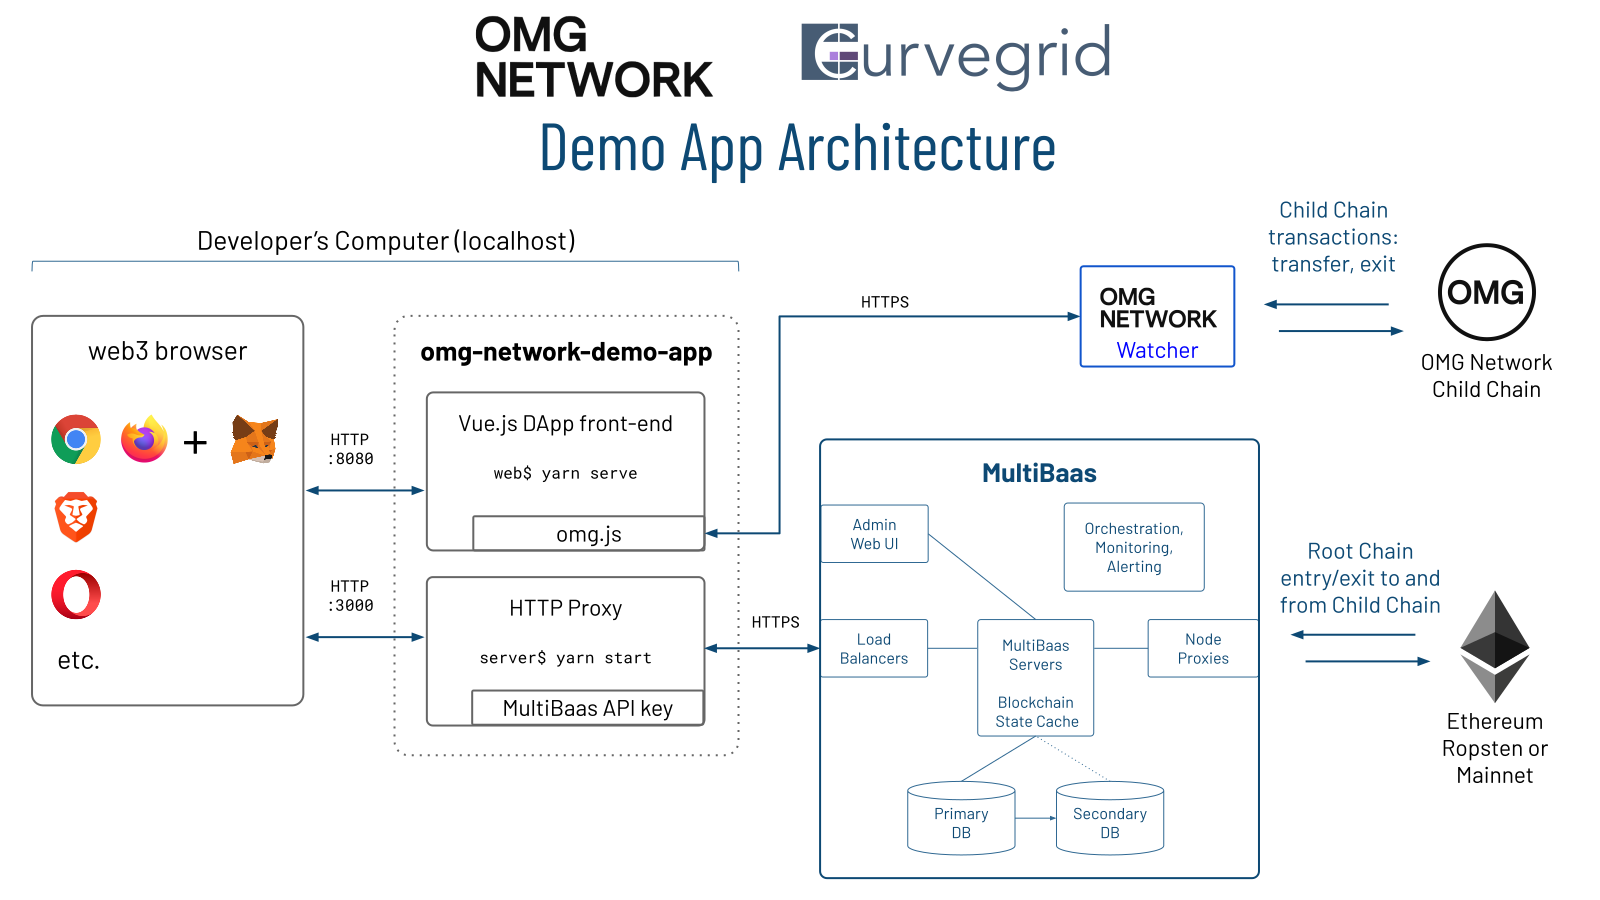 OMG
NETWORK
Curvegrid
Demo App Architecture
Developer's Computer (localhost)
web3 browser
+
etc.
HTTP
:8080
HTTP
:3000
omg-network-demo-app
Vue.js DApp front-end
web$ yarn serve
omg.js
HTTP Proxy
server$ yarn start
MultiBaas API key
HTTPS
HTTPS
OMG
NETWORK
Watcher
Child Chain
transactions:
transfer, exit
OMG
OMG Network
Child Chain
MultiBaas
Admin
Web UI
Orchestration,
Monitoring,
Alerting
Load
Balancers
MultiBaas
Servers
Blockchain
State Cache
Node
Proxies
Primary
DB
Secondary
DB
Root Chain
entry/exit to and
from Child Chain
Ethereum
Ropsten or
Mainnet